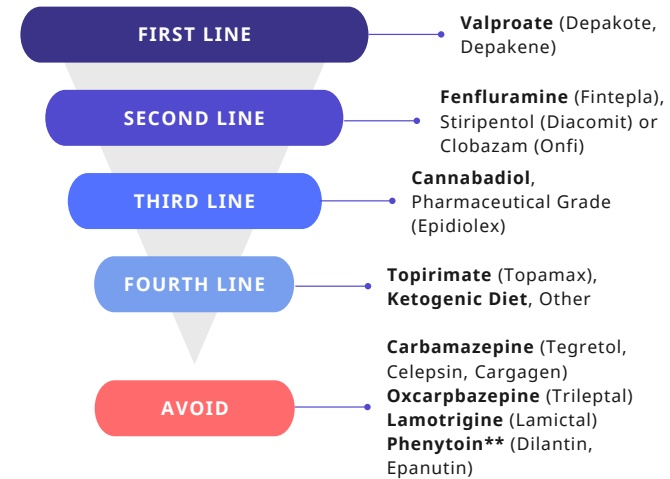 FIRST LINE
Valproate (Depakote,
Depakene)
SECOND LINE
Fenfluramine (Fintepla),
Stiripentol (Diacomit) or
Clobazam (Onfi)
THIRD LINE
Cannabadiol,
Pharmaceutical Grade
(Epidiolex)
FOURTH LINE
Topirimate (Topamax),
Ketogenic Diet, Other
AVOID
Carbamazepine (Tegretol,
Celepsin, Cargagen)
Oxcarpbazepine (Trileptal)
Lamotrigine (Lamictal)
Phenytoin** (Dilantin,
Epanutin)